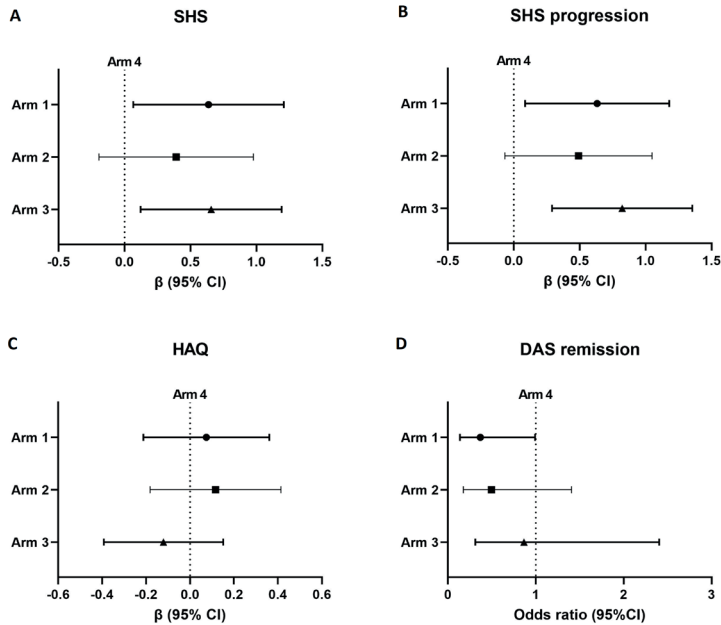 A
SHS
Arm 4
Arm 1
Arm 2
Arm 3
-0.5 0.0 0.5 1.0 1.5
β (95% CI)
B
SHS progression
Arm 4
Arm 1
Arm 2
Arm 3
-0.5 0.0 0.5 1.0 1.5
β (95% CI)
C
HAQ
Arm 4
Arm 1
Arm 2
Arm 3
-0.6 -0.4 -0.2 0.0 0.2 0.4 0.6
β (95% CI)
D
DAS remission
Arm 4
Arm 1
Arm 2
Arm 3
0 1 2 3
Odds ratio (95%CI)